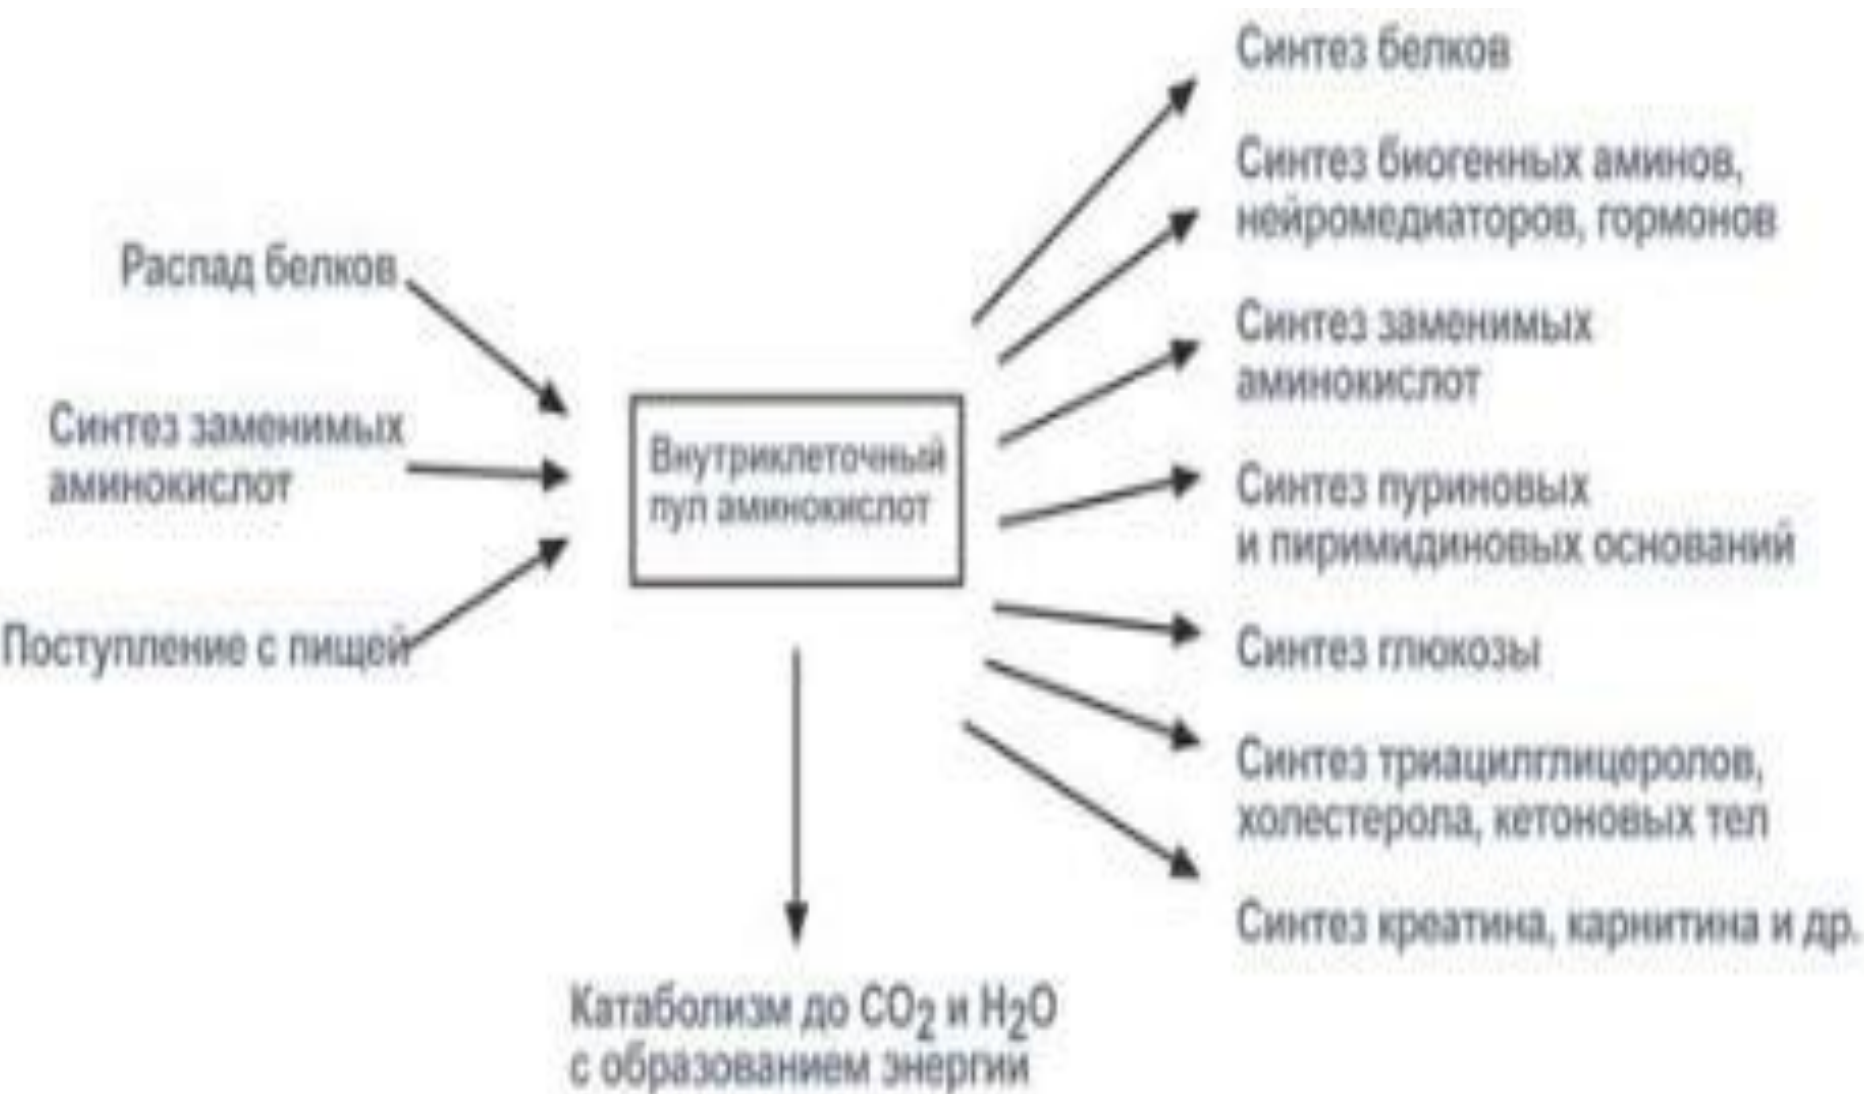 Распад белков
Синтез заменимых
аминокислот
Поступление с пищей
Внутриклеточный
пул аминокислот
Катаболизм до CO2 и H2O
с образованием энергии
Синтез белков
Синтез биогенных аминов,
нейромедиаторов, гормонов
Синтез заменимых
аминокислот
Синтез пуриновых
и пиримидиновых оснований
Синтез глюкозы
Синтез триацилглицеролов,
холестерола, кетоновых тел
Синтез креатина, карнитина и др.